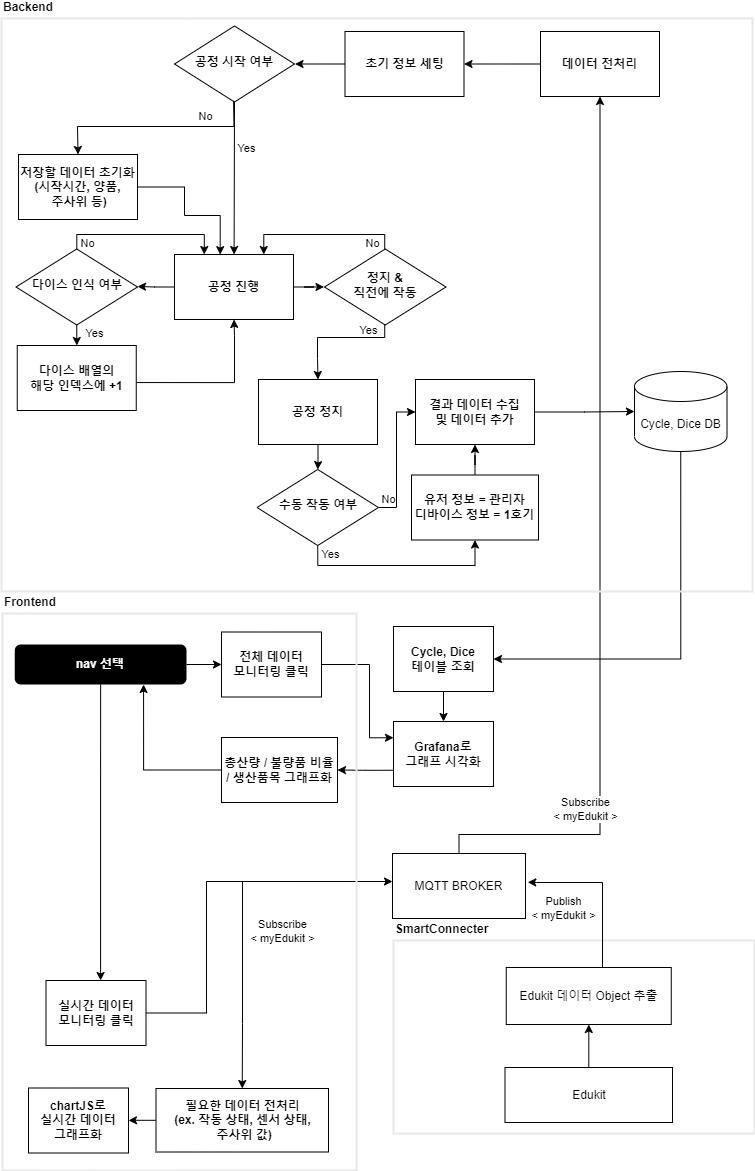 Backend
공정 시작 여부
초기 정보 세팅
데이터 전처리
No
Yes
저장할 데이터 초기화
(시작시간, 양품,
주사위 등)
No
No
다이스 인식 여부
공정 진행
정지 &
직전에 작동
Yes
Yes
다이스 배열의
해당 인덱스에 +1
공정 정지
결과 데이터 수집
및 데이터 추가
Cycle, Dice DB
수동 작동 여부
No
유저 정보 = 관리자
디바이스 정보 = 1호기
Yes
Frontend
nav 선택
전체 데이터
모니터링 클릭
Cycle, Dice
테이블 조회
총산량 / 불량품 비율
/ 생산품목 그래프화
Grafana로
그래프 시각화
Subscribe
< myEdukit >
MQTT BROKER
Publish
< myEdukit >
Subscribe
< myEdukit >
SmartConnecter
실시간 데이터
모니터링 클릭
Edukit 데이터 Object 추출
Edukit
chartJS로
실시간 데이터
그래프화
필요한 데이터 전처리
(ex. 작동 상태, 센서 상태,
주사위 값)